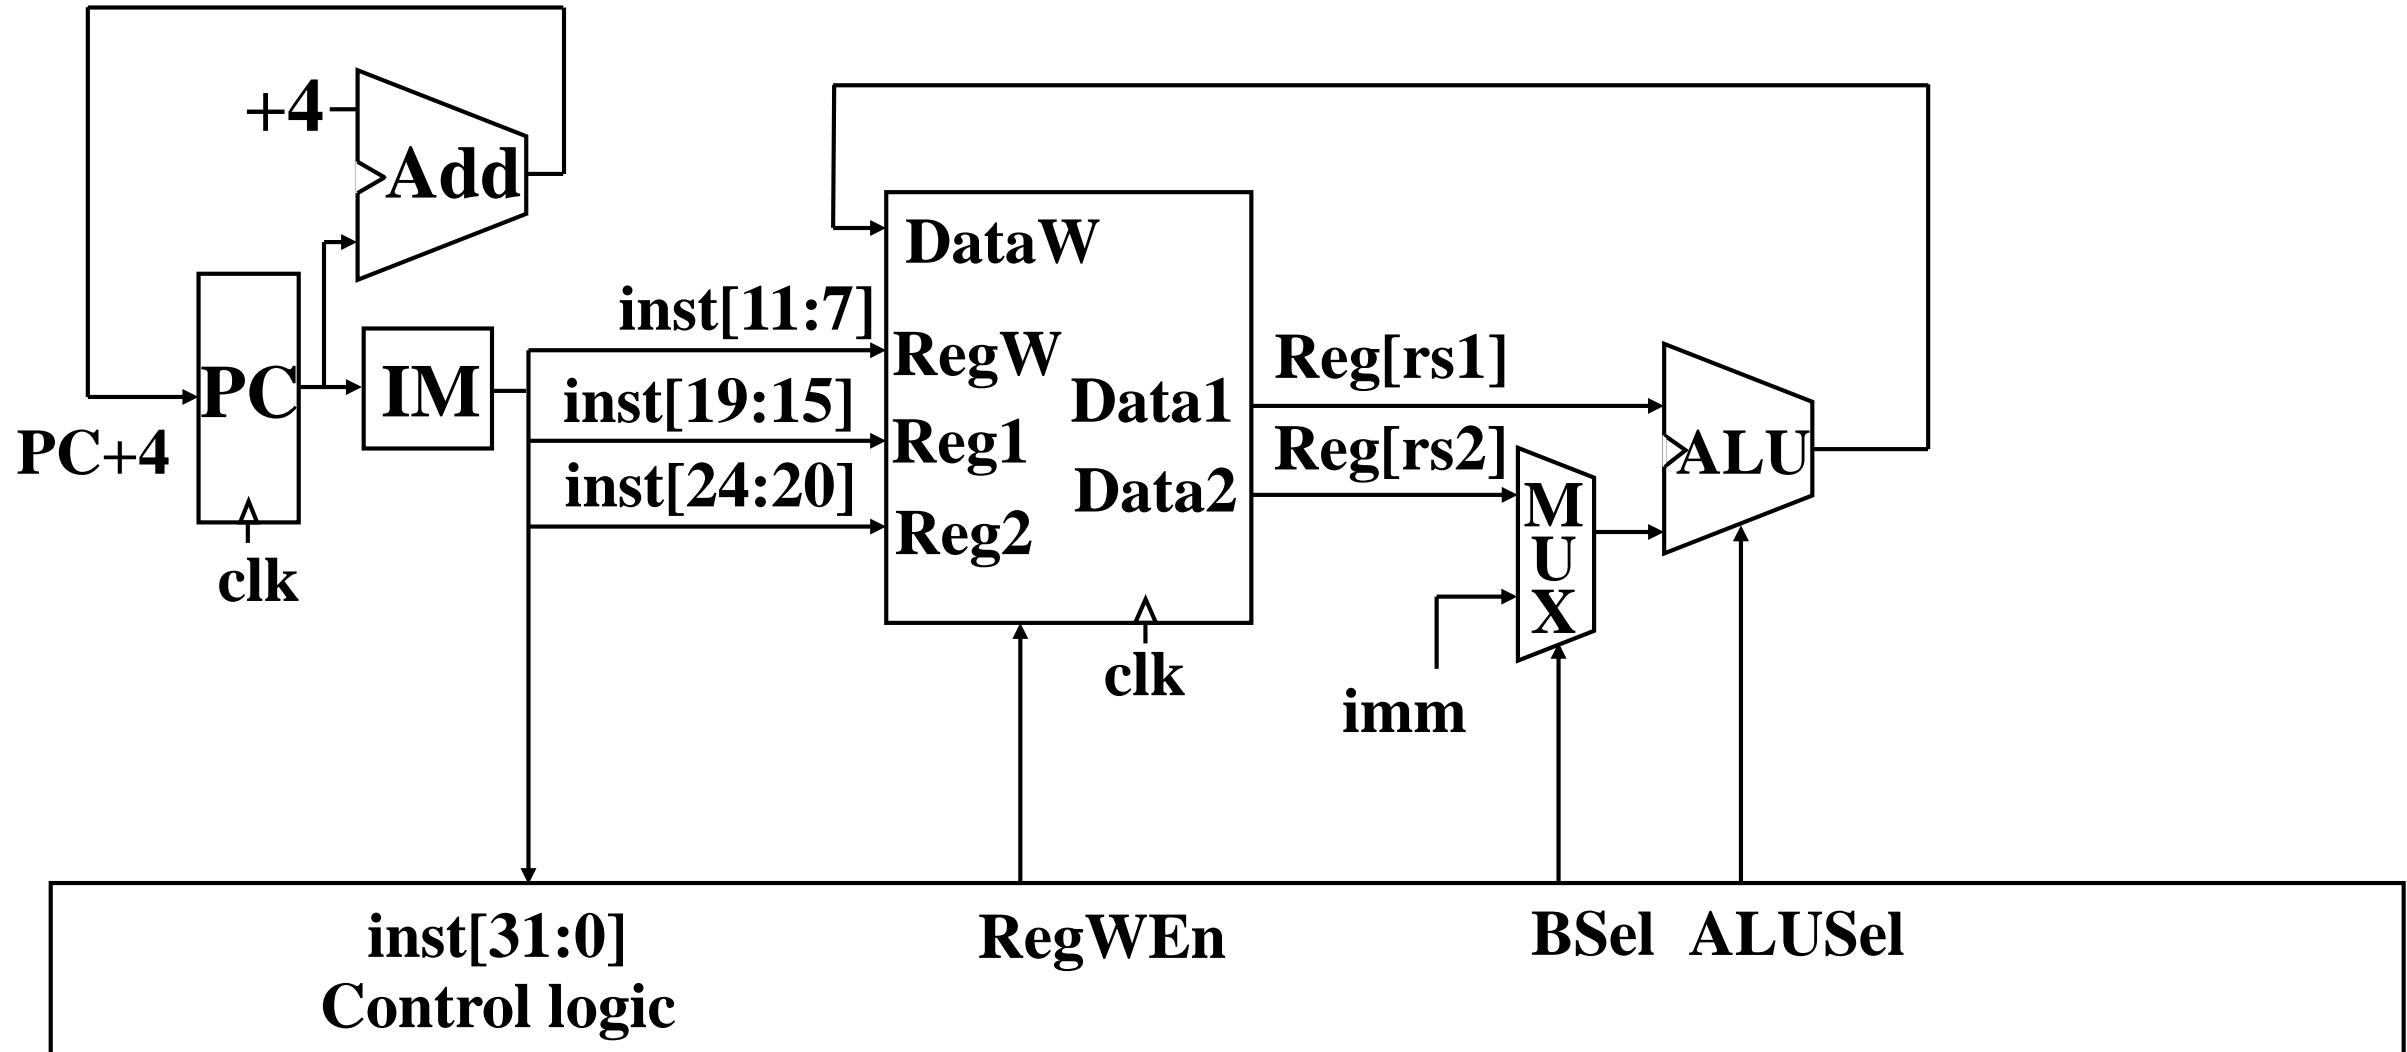 +4
Add
DataW
inst[11:7]
RegW
Reg[rs1]
PC
IM
inst[19:15]
Data1
PC+4
Reg1
Reg[rs2]
ALU
inst[24:20]
Data2
Reg2
M
U
X
clk
clk
imm
inst[31:0]
RegWEn
BSel
ALUSel
Control logic